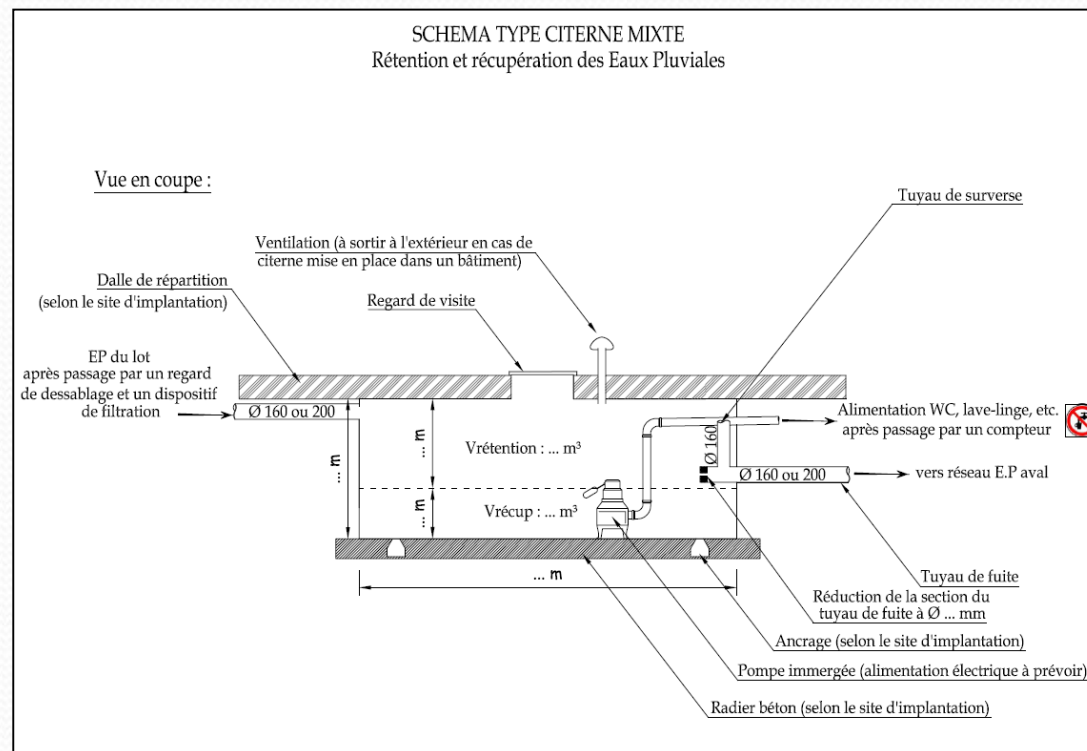 SCHEMA TYPE CITERNE MIXTE
Rétention et récupération des Eaux Pluviales
Vue en coupe :
Tuyau de surverse
Ventilation (à sortir à l'extérieur en cas de
citerne mise en place dans un bâtiment)
Dalle de répartition
(selon le site d'implantation)
Regard de visite
EP du lot
après passage par un regard
de dessablage et un dispositif
de filtration
Ø 160 ou 200
Alimentation WC, lave-linge, etc.
après passage par un compteur
... m
... m
Vrétention : ... m³
Ø 160
Ø 160 ou 200
vers réseau E.P aval
... m
Vrécup : ... m³
... m
Tuyau de fuite
Réduction de la section du
tuyau de fuite à Ø ... mm
Ancrage (selon le site d'implantation)
Pompe immergée (alimentation électrique à prévoir)
Radier béton (selon le site d'implantation)